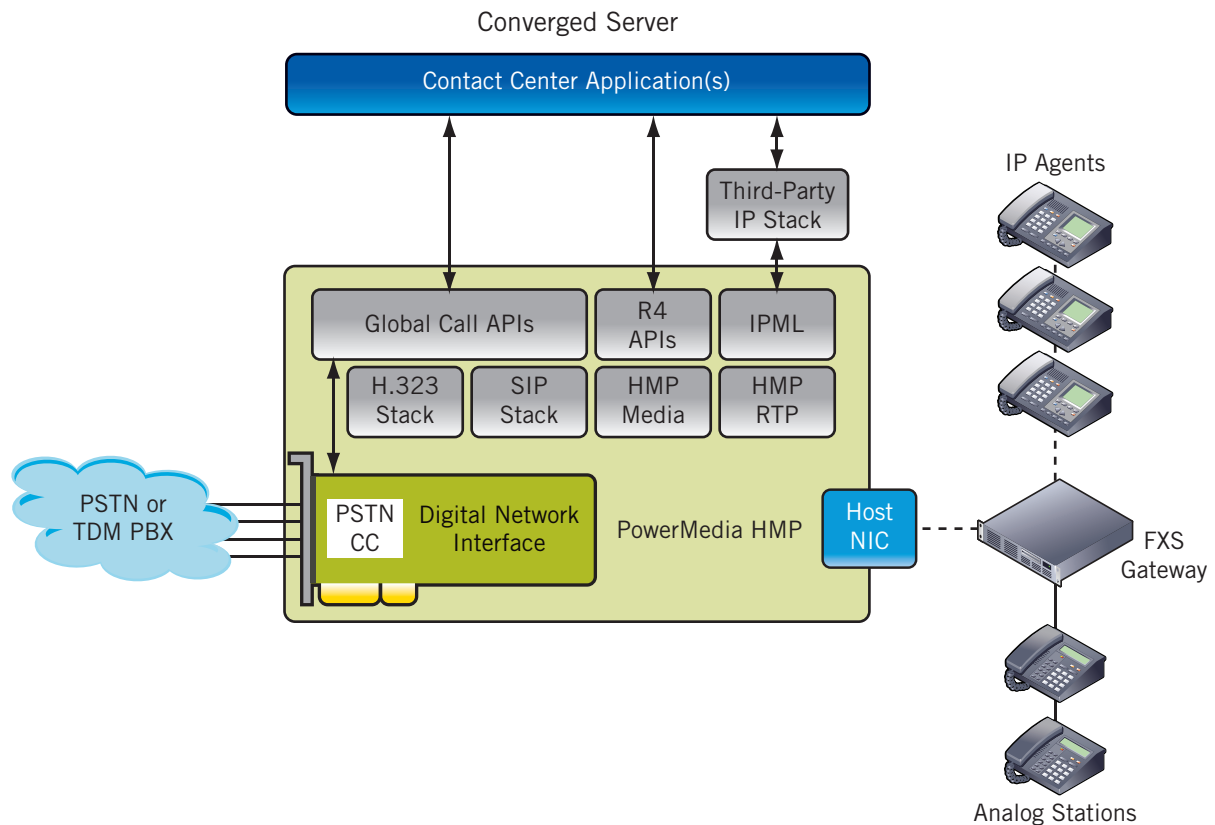 Converged Server
Contact Center Application(s)
IP Agents
Third-Party
IP Stack
Global Call APIs
R4
APIs
IPML
H.323
Stack
SIP
Stack
HMP
Media
HMP
RTP
PSTN or
TDM PBX
PSTN
CC
Digital Network
Interface
PowerMedia HMP
Host
NIC
FXS
Gateway
Analog Stations